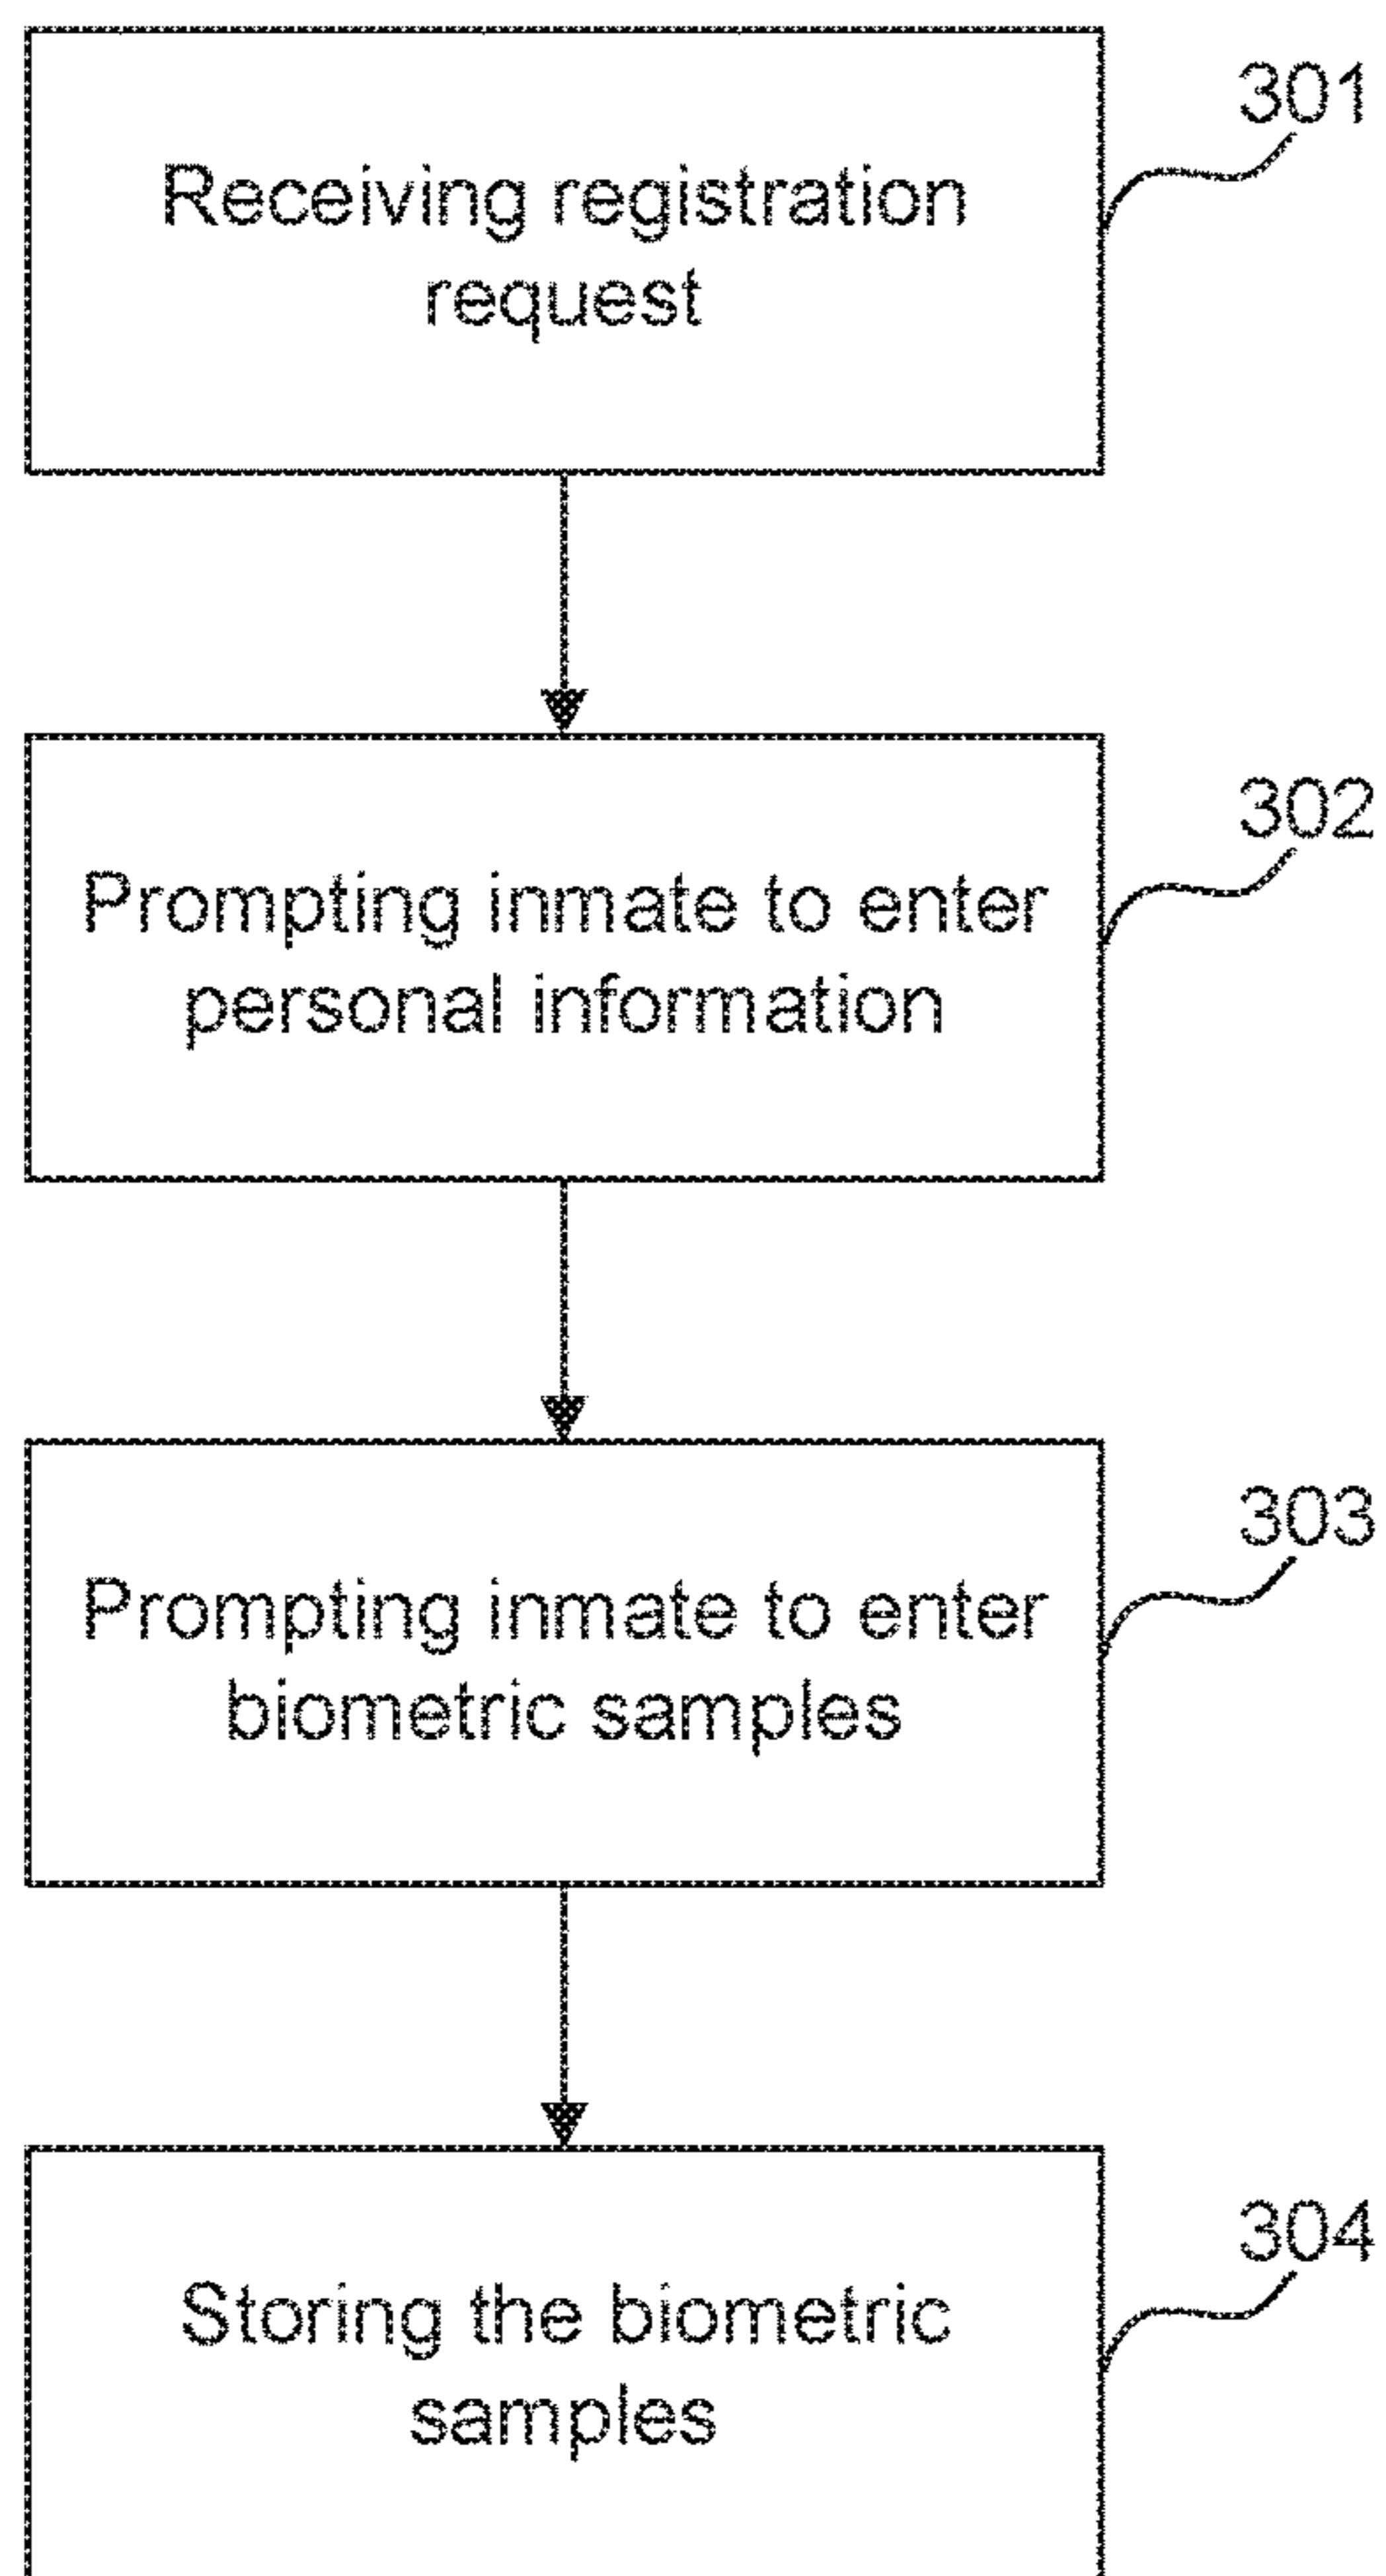 301
Receiving registration
request
302
Prompting inmate to enter
personal information
303
Prompting inmate to enter
biometric samples
304
Storing the biometric
samples